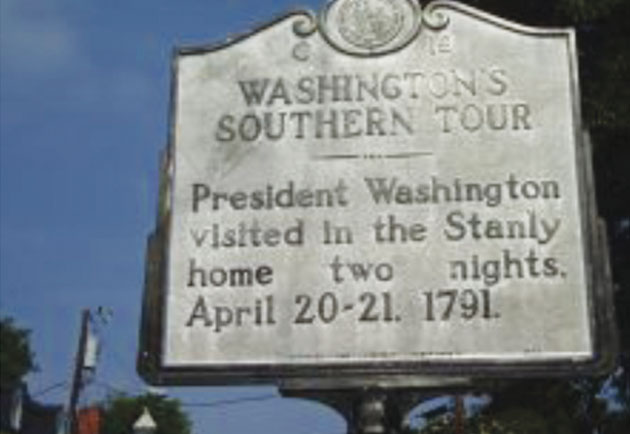 C
WASHINGTON'S
SOUTHERN TOUR
President Washington
visited in the Stanly
home two nights,
April 20-21, 1791.